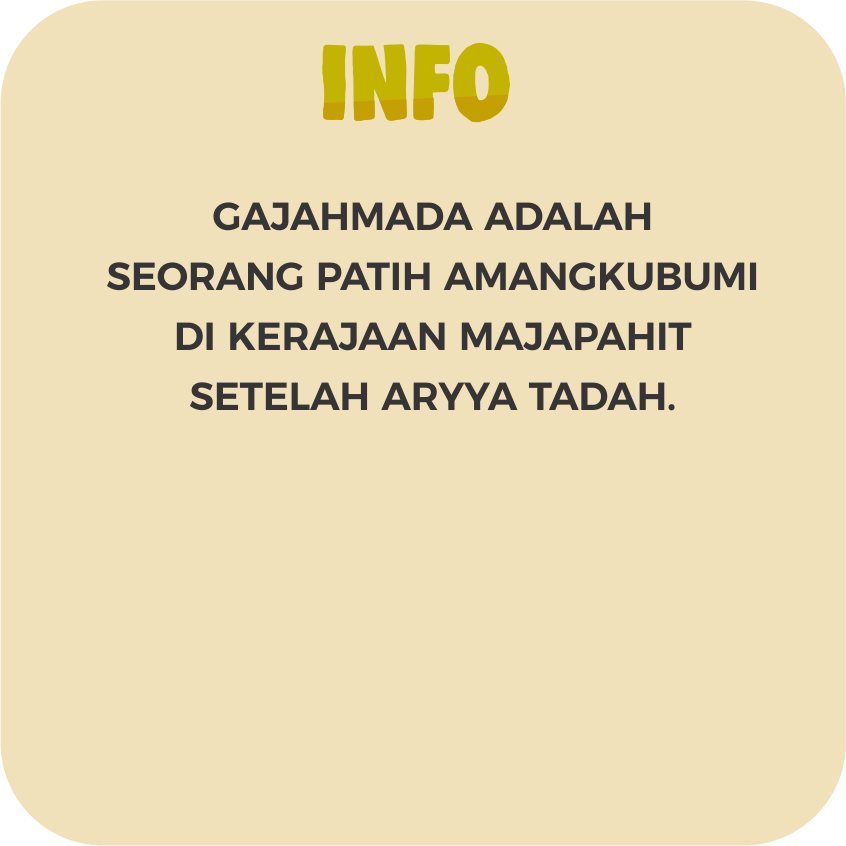 INFO
GAJAHMADA ADALAH
SEORANG PATIH AMANGKUBUMI
DI KERAJAAN MAJAPAHIT
SETELAH ARYYA TADAH.